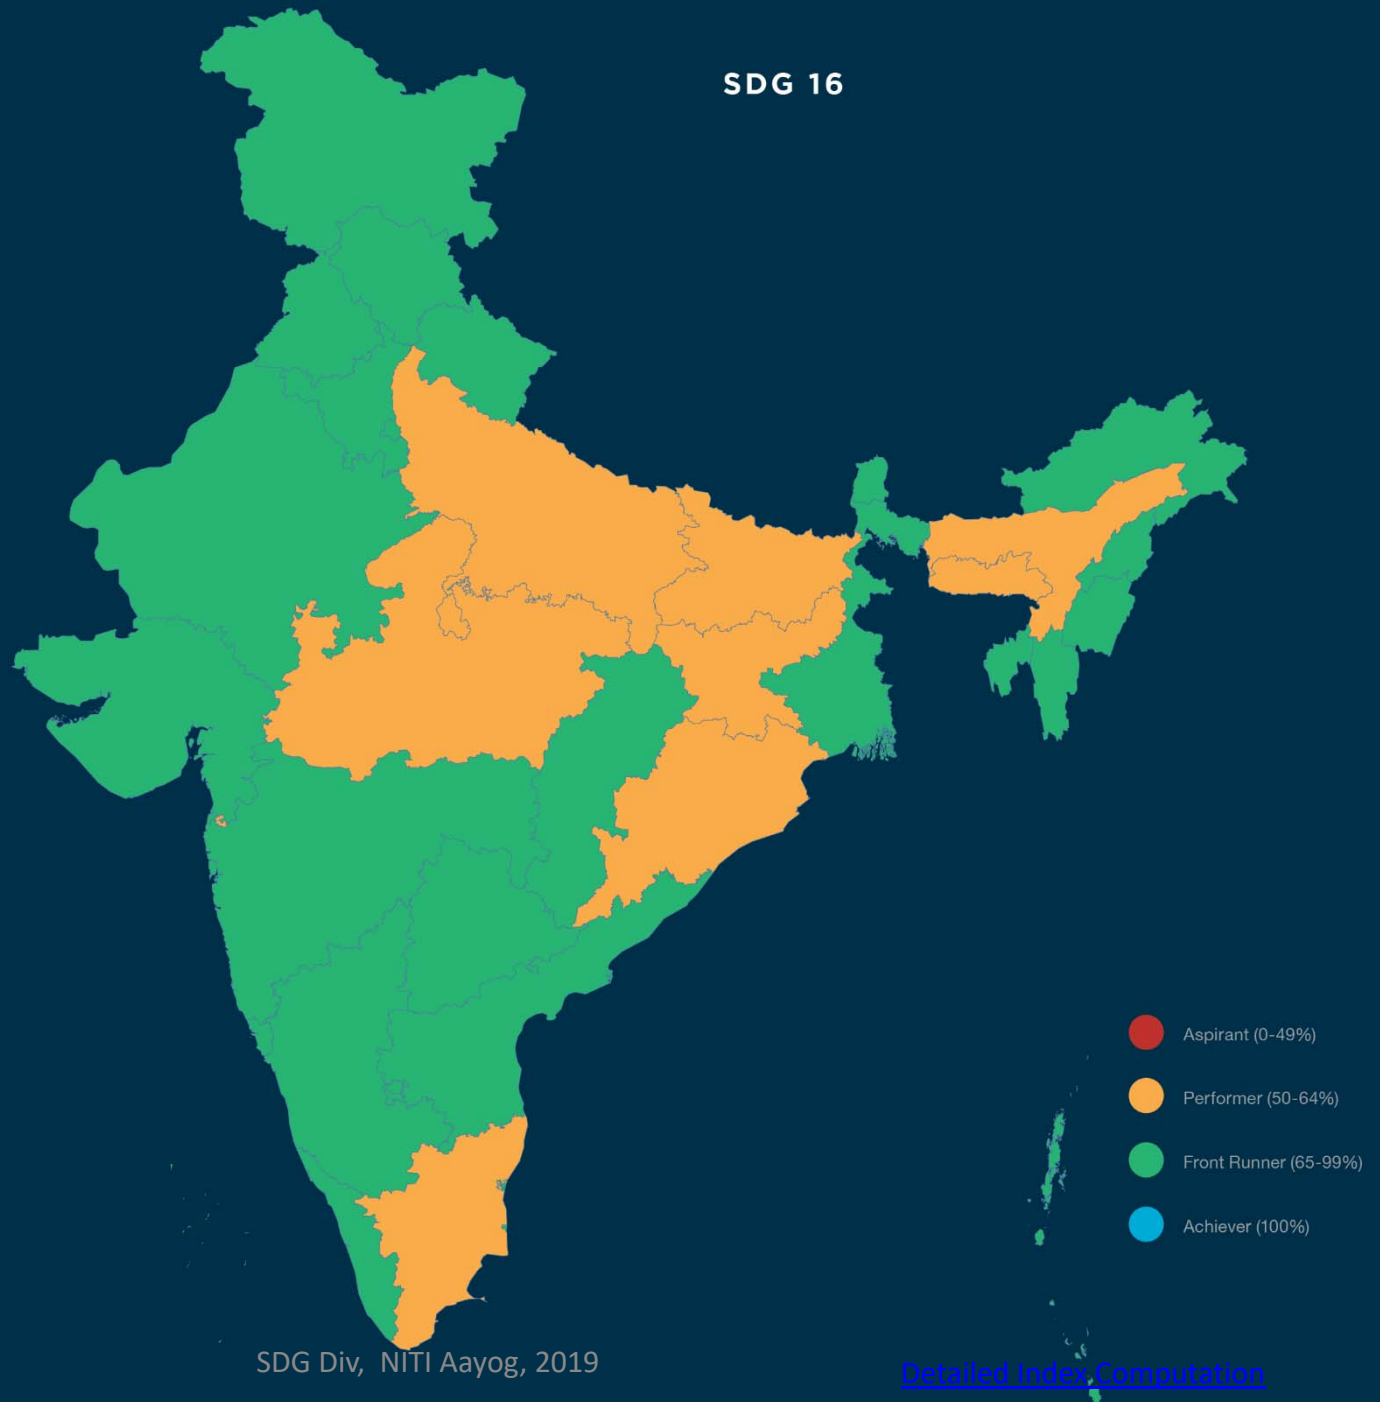 SDG 16
Aspirant (0-49%)
Performer (50-64%)
Front Runner (65-99%)
Achiever (100%)
SDG Div, NITI Aayog, 2019
Detailed Index Computation